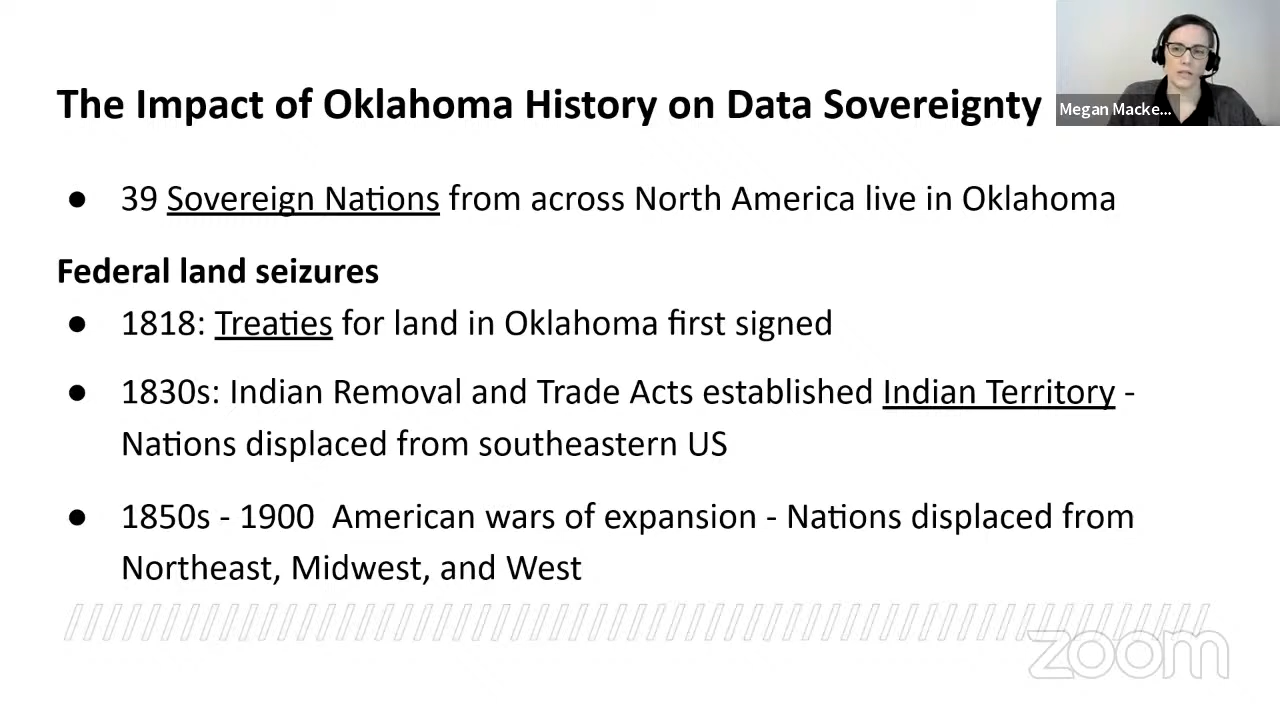 The Impact of Oklahoma History on Data Sovereignty
Megan Macke...
● 39 Sovereign Nations from across North America live in Oklahoma
Federal land seizures
● 1818: Treaties for land in Oklahoma first signed
● 1830s: Indian Removal and Trade Acts established Indian Territory -
Nations displaced from southeastern US
● 1850s - 1900  American wars of expansion - Nations displaced from
Northeast, Midwest, and West
zoom